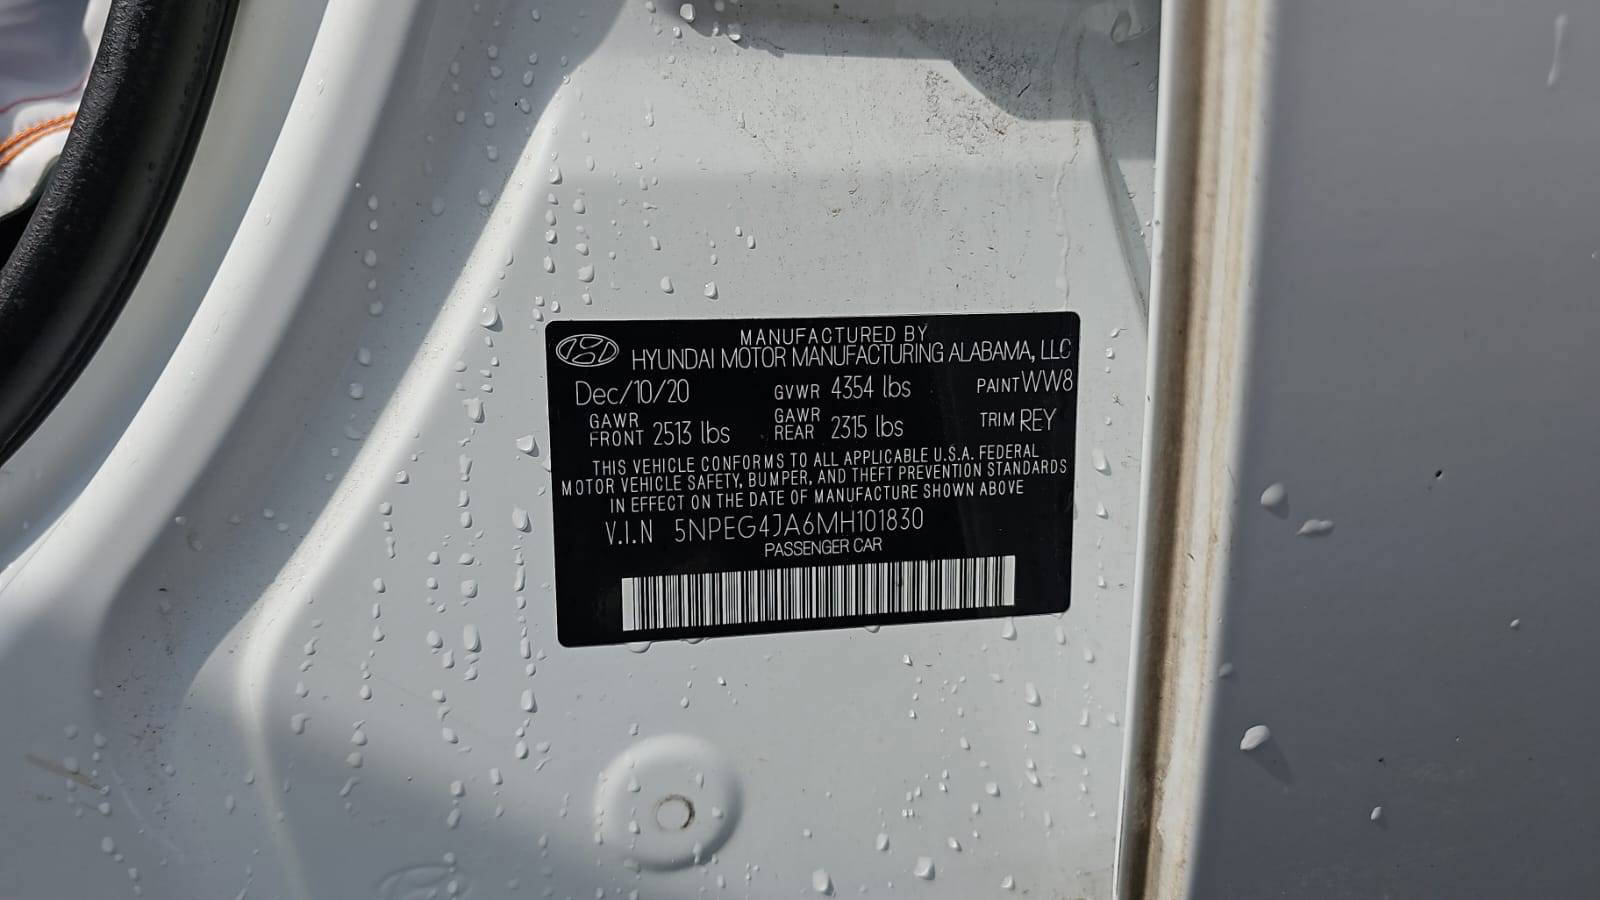 MANUFACTURED BY
HYUNDAI MOTOR MANUFACTURING ALABAMA, LLC
Dec/10/20 GVWR 4354 lbs PAINT WW8
GAWR FRONT 2513 lbs GAWR REAR 2315 lbs TRIM REY
THIS VEHICLE CONFORMS TO ALL APPLICABLE U.S.A. FEDERAL
MOTOR VEHICLE SAFETY, BUMPER, AND THEFT PREVENTION STANDARDS
IN EFFECT ON THE DATE OF MANUFACTURE SHOWN ABOVE
V.I.N 5NPEG4JA6MH101830
PASSENGER CAR